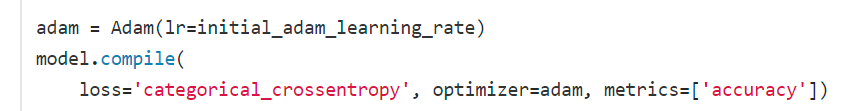 adam = Adam(lr=initial_adam_learning_rate)
model.compile(
    loss='categorical_crossentropy', optimizer=adam, metrics=['accuracy'])